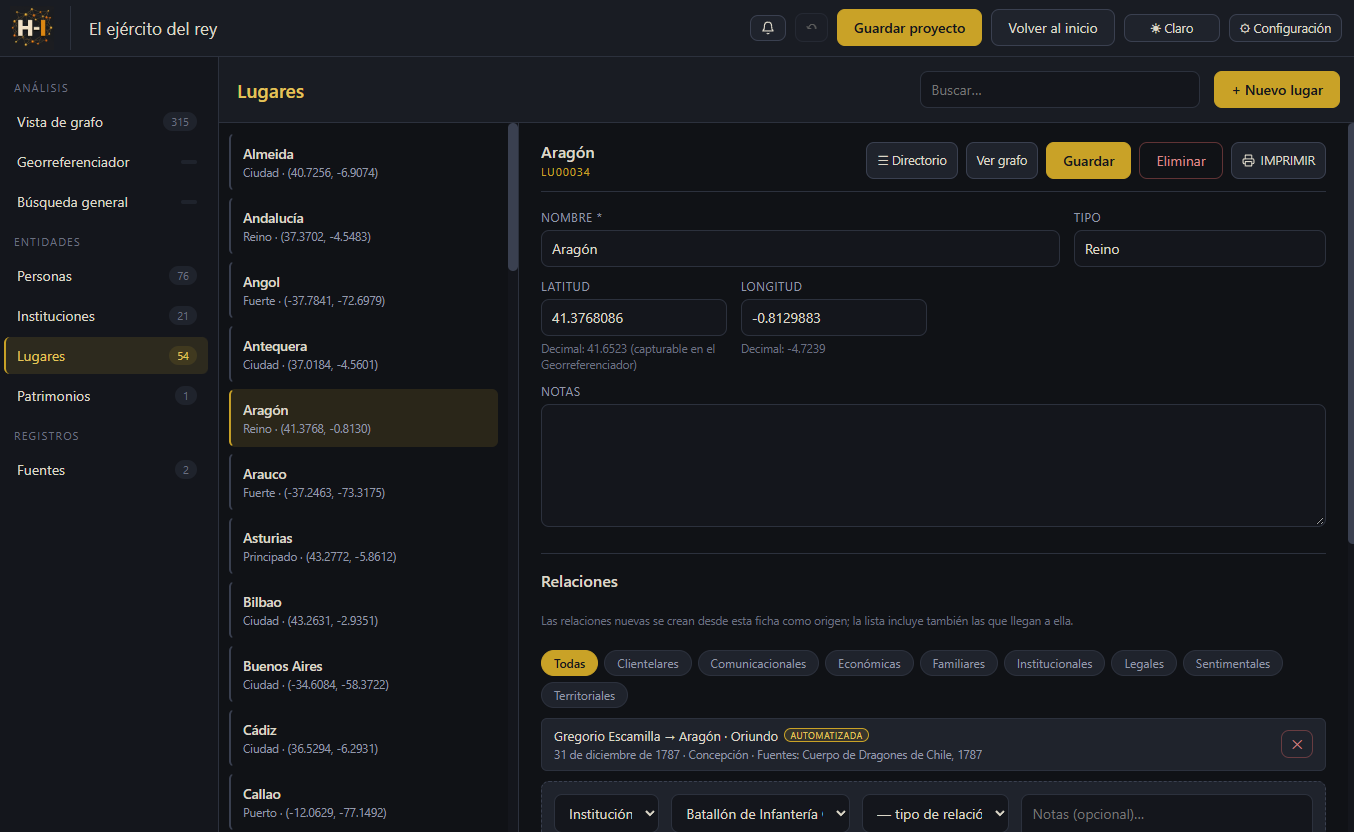 H-I
El ejército del rey
Guardar proyecto
Volver al inicio
☀ Claro
⚙ Configuración
ANÁLISIS
Vista de grafo 315
Georreferenciador
Búsqueda general
ENTIDADES
Personas 76
Instituciones 21
Lugares 54
Patrimonios 1
REGISTROS
Fuentes 2
Lugares
Buscar...
+ Nuevo lugar
Almeida
Ciudad · (40.7256, -6.9074)
Andalucía
Reino · (37.3702, -4.5483)
Angol
Fuerte · (-37.7841, -72.6979)
Antequera
Ciudad · (37.0184, -4.5601)
Aragón
Reino · (41.3768, -0.8130)
Arauco
Fuerte · (-37.2463, -73.3175)
Asturias
Principado · (43.2772, -5.8612)
Bilbao
Ciudad · (43.2631, -2.9351)
Buenos Aires
Ciudad · (-34.6084, -58.3722)
Cádiz
Ciudad · (36.5294, -6.2931)
Callao
Puerto · (-12.0629, -77.1492)
Aragón
LU00034
☰ Directorio
Ver grafo
Guardar
Eliminar
IMPRIMIR
NOMBRE *
Aragón
TIPO
Reino
LATITUD
41.3768086
Decimal: 41.6523 (capturable en el
Georreferenciador)
LONGITUD
-0.8129883
Decimal: -4.7239
NOTAS
Relaciones
Las relaciones nuevas se crean desde esta ficha como origen; la lista incluye también las que llegan a ella.
Todas
Clientelares
Comunicacionales
Económicas
Familiares
Institucionales
Legales
Sentimentales
Territoriales
Gregorio Escamilla → Aragón · Oriundo AUTOMATIZADA
31 de diciembre de 1787 · Concepción · Fuentes: Cuerpo de Dragones de Chile, 1787
Institución
Batallón de Infantería
— tipo de relació
Notas (opcional)...